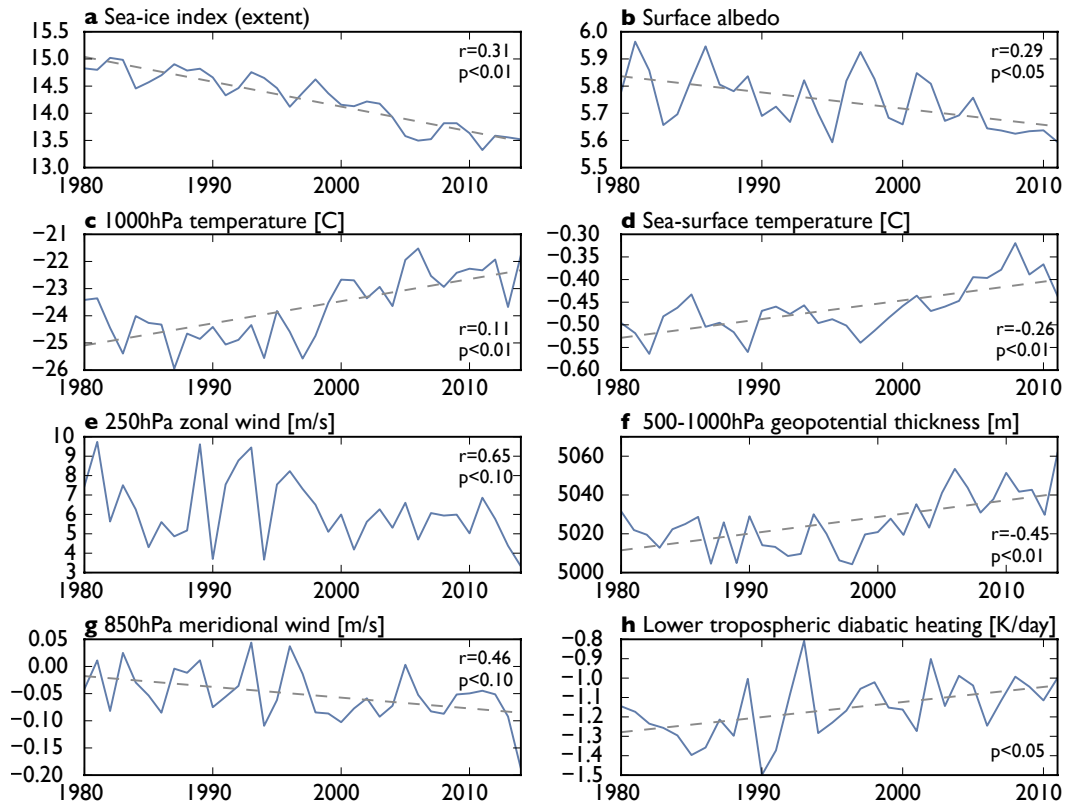 a Sea-ice index (extent)
15.5
15.0
14.5
14.0
13.5
13.0
r=0.31
p<0.01
1980 1990 2000 2010
b Surface albedo
6.0
5.9
5.8
5.7
5.6
5.5
r=0.29
p<0.05
1980 1990 2000 2010
c 1000hPa temperature [C]
−21
−22
−23
−24
−25
−26
r=0.11
p<0.01
1980 1990 2000 2010
d Sea-surface temperature [C]
−0.30
−0.35
−0.40
−0.45
−0.50
−0.55
−0.60
r=-0.26
p<0.01
1980 1990 2000 2010
e 250hPa zonal wind [m/s]
10
9
8
7
6
5
4
3
r=0.65
p<0.10
1980 1990 2000 2010
f 500-1000hPa geopotential thickness [m]
5060
5040
5020
5000
r=-0.45
p<0.01
1980 1990 2000 2010
g 850hPa meridional wind [m/s]
0.05
0.00
−0.05
−0.10
−0.15
−0.20
r=0.46
p<0.10
1980 1990 2000 2010
h Lower tropospheric diabatic heating [K/day]
−0.8
−0.9
−1.0
−1.1
−1.2
−1.3
−1.4
−1.5
p<0.05
1980 1990 2000 2010